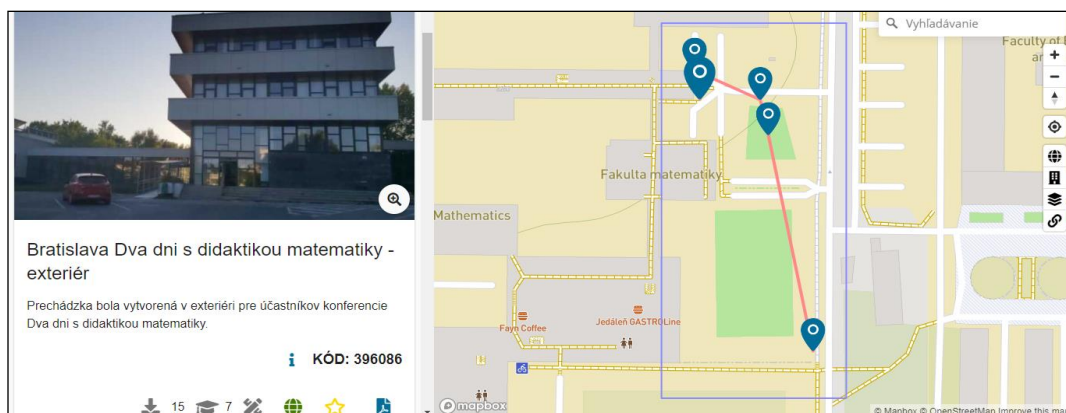 Bratislava Dva dni s didaktikou matematiky -
exteriér
Prechádzka bola vytvorená v exteriéri pre účastníkov konferencie
Dva dni s didaktikou matematiky.
i KÓD: 396086
15 7
Vyhľadávanie
Faculty of
Fakulta matematiky
Mathematics
Fayn Coffee
Jedáleň GASTROLine
mapbox
© Mapbox © OpenStreetMap Improve this map